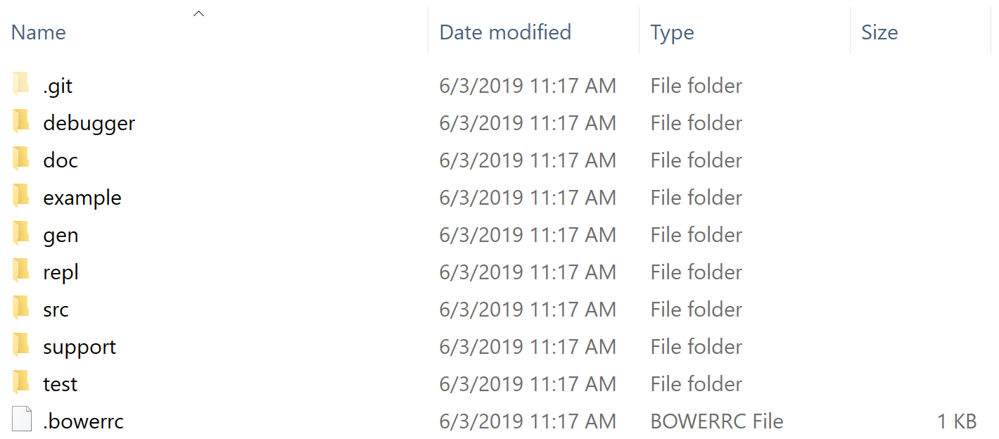 Name Date modified Type Size
.git 6/3/2019 11:17 AM File folder
debugger 6/3/2019 11:17 AM File folder
doc 6/3/2019 11:17 AM File folder
example 6/3/2019 11:17 AM File folder
gen 6/3/2019 11:17 AM File folder
repl 6/3/2019 11:17 AM File folder
src 6/3/2019 11:17 AM File folder
support 6/3/2019 11:17 AM File folder
test 6/3/2019 11:17 AM File folder
.bowerrc 6/3/2019 11:17 AM BOWERRC File 1 KB